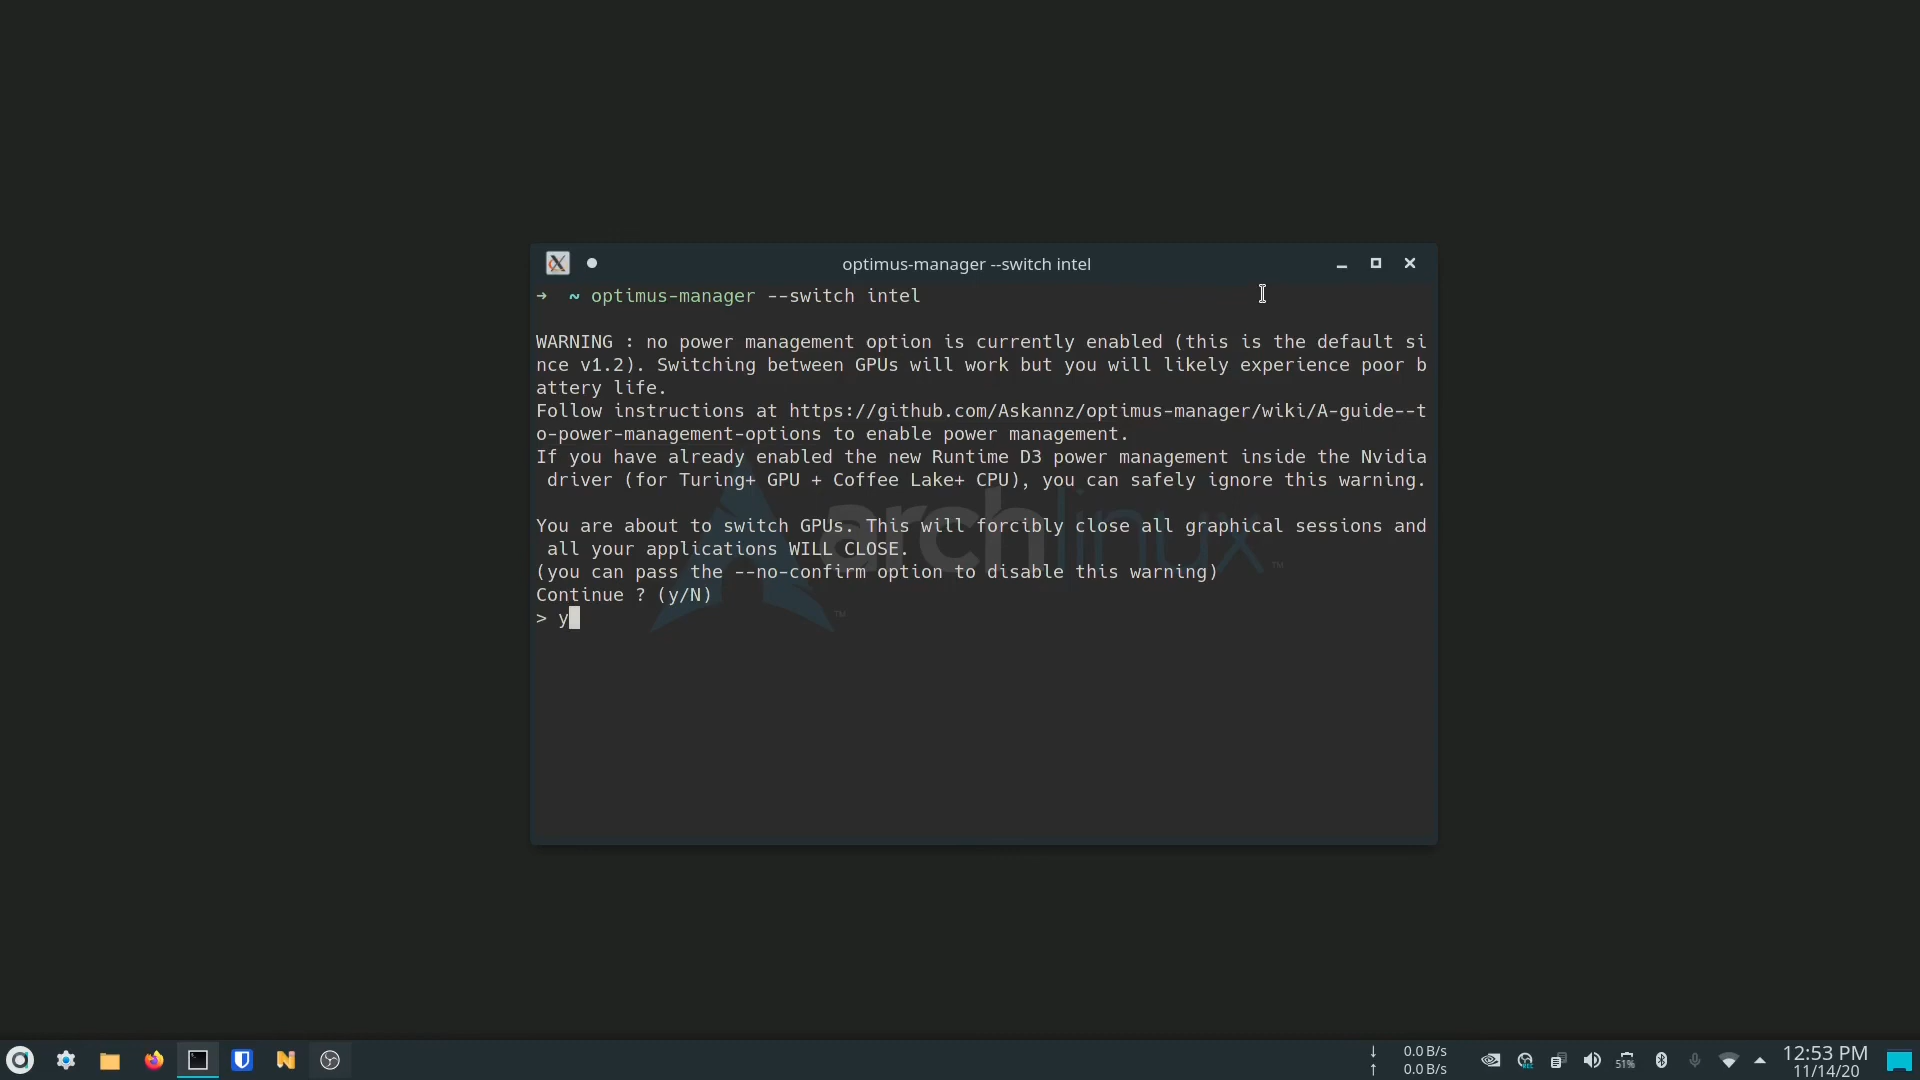 optimus-manager --switch intel
➜  ~ optimus-manager --switch intel
WARNING : no power management option is currently enabled (this is the default si
nce v1.2). Switching between GPUs will work but you will likely experience poor b
attery life.
Follow instructions at https://github.com/Askannz/optimus-manager/wiki/A-guide--t
o-power-management-options to enable power management.
If you have already enabled the new Runtime D3 power management inside the Nvidia
 driver (for Turing+ GPU + Coffee Lake+ CPU), you can safely ignore this warning.
You are about to switch GPUs. This will forcibly close all graphical sessions and
 all your applications WILL CLOSE.
(you can pass the --no-confirm option to disable this warning)
Continue ? (y/N)
> y
archlinux™
™
↓ 0.0 B/s
↑ 0.0 B/s
51%
12:53 PM
11/14/20